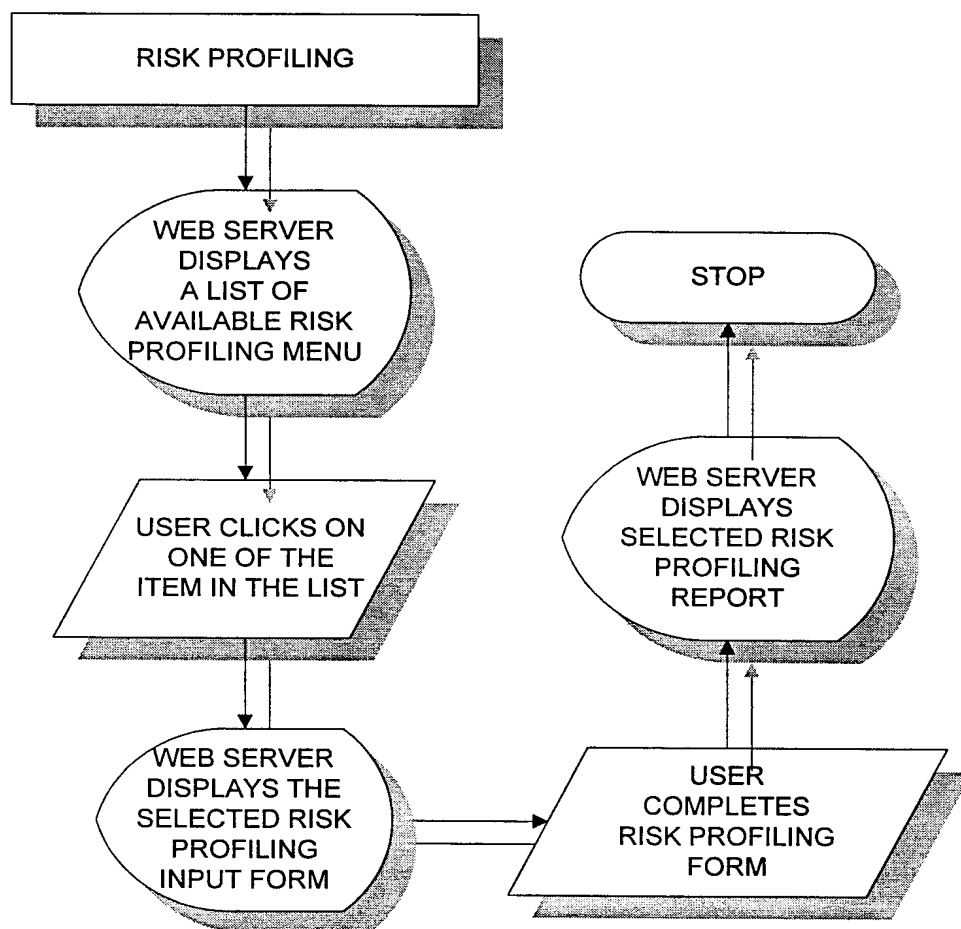 RISK PROFILING
WEB SERVER
DISPLAYS
A LIST OF
AVAILABLE RISK
PROFILING MENU
USER CLICKS ON
ONE OF THE
ITEM IN THE LIST
WEB SERVER
DISPLAYS THE
SELECTED RISK
PROFILING
INPUT FORM
USER
COMPLETES
RISK PROFILING
FORM
WEB SERVER
DISPLAYS
SELECTED RISK
PROFILING
REPORT
STOP